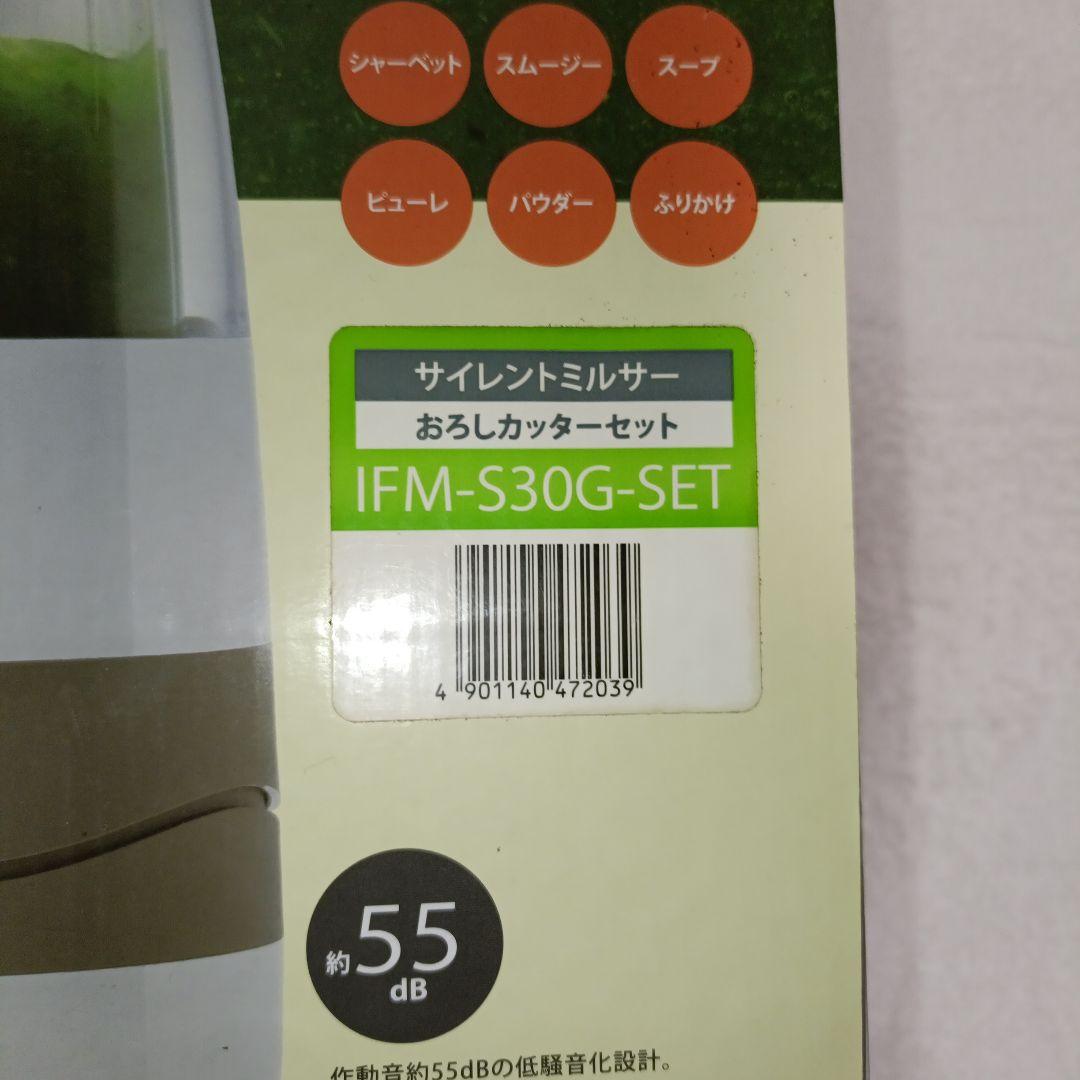 シャーベット
スムージー
スープ
ピューレ
パウダー
ふりかけ
サイレントミルサー
おろしカッターセット
IFM-S30G-SET
4 901140 472039
約55
dB
作動音約55dBの低騒音化設計。